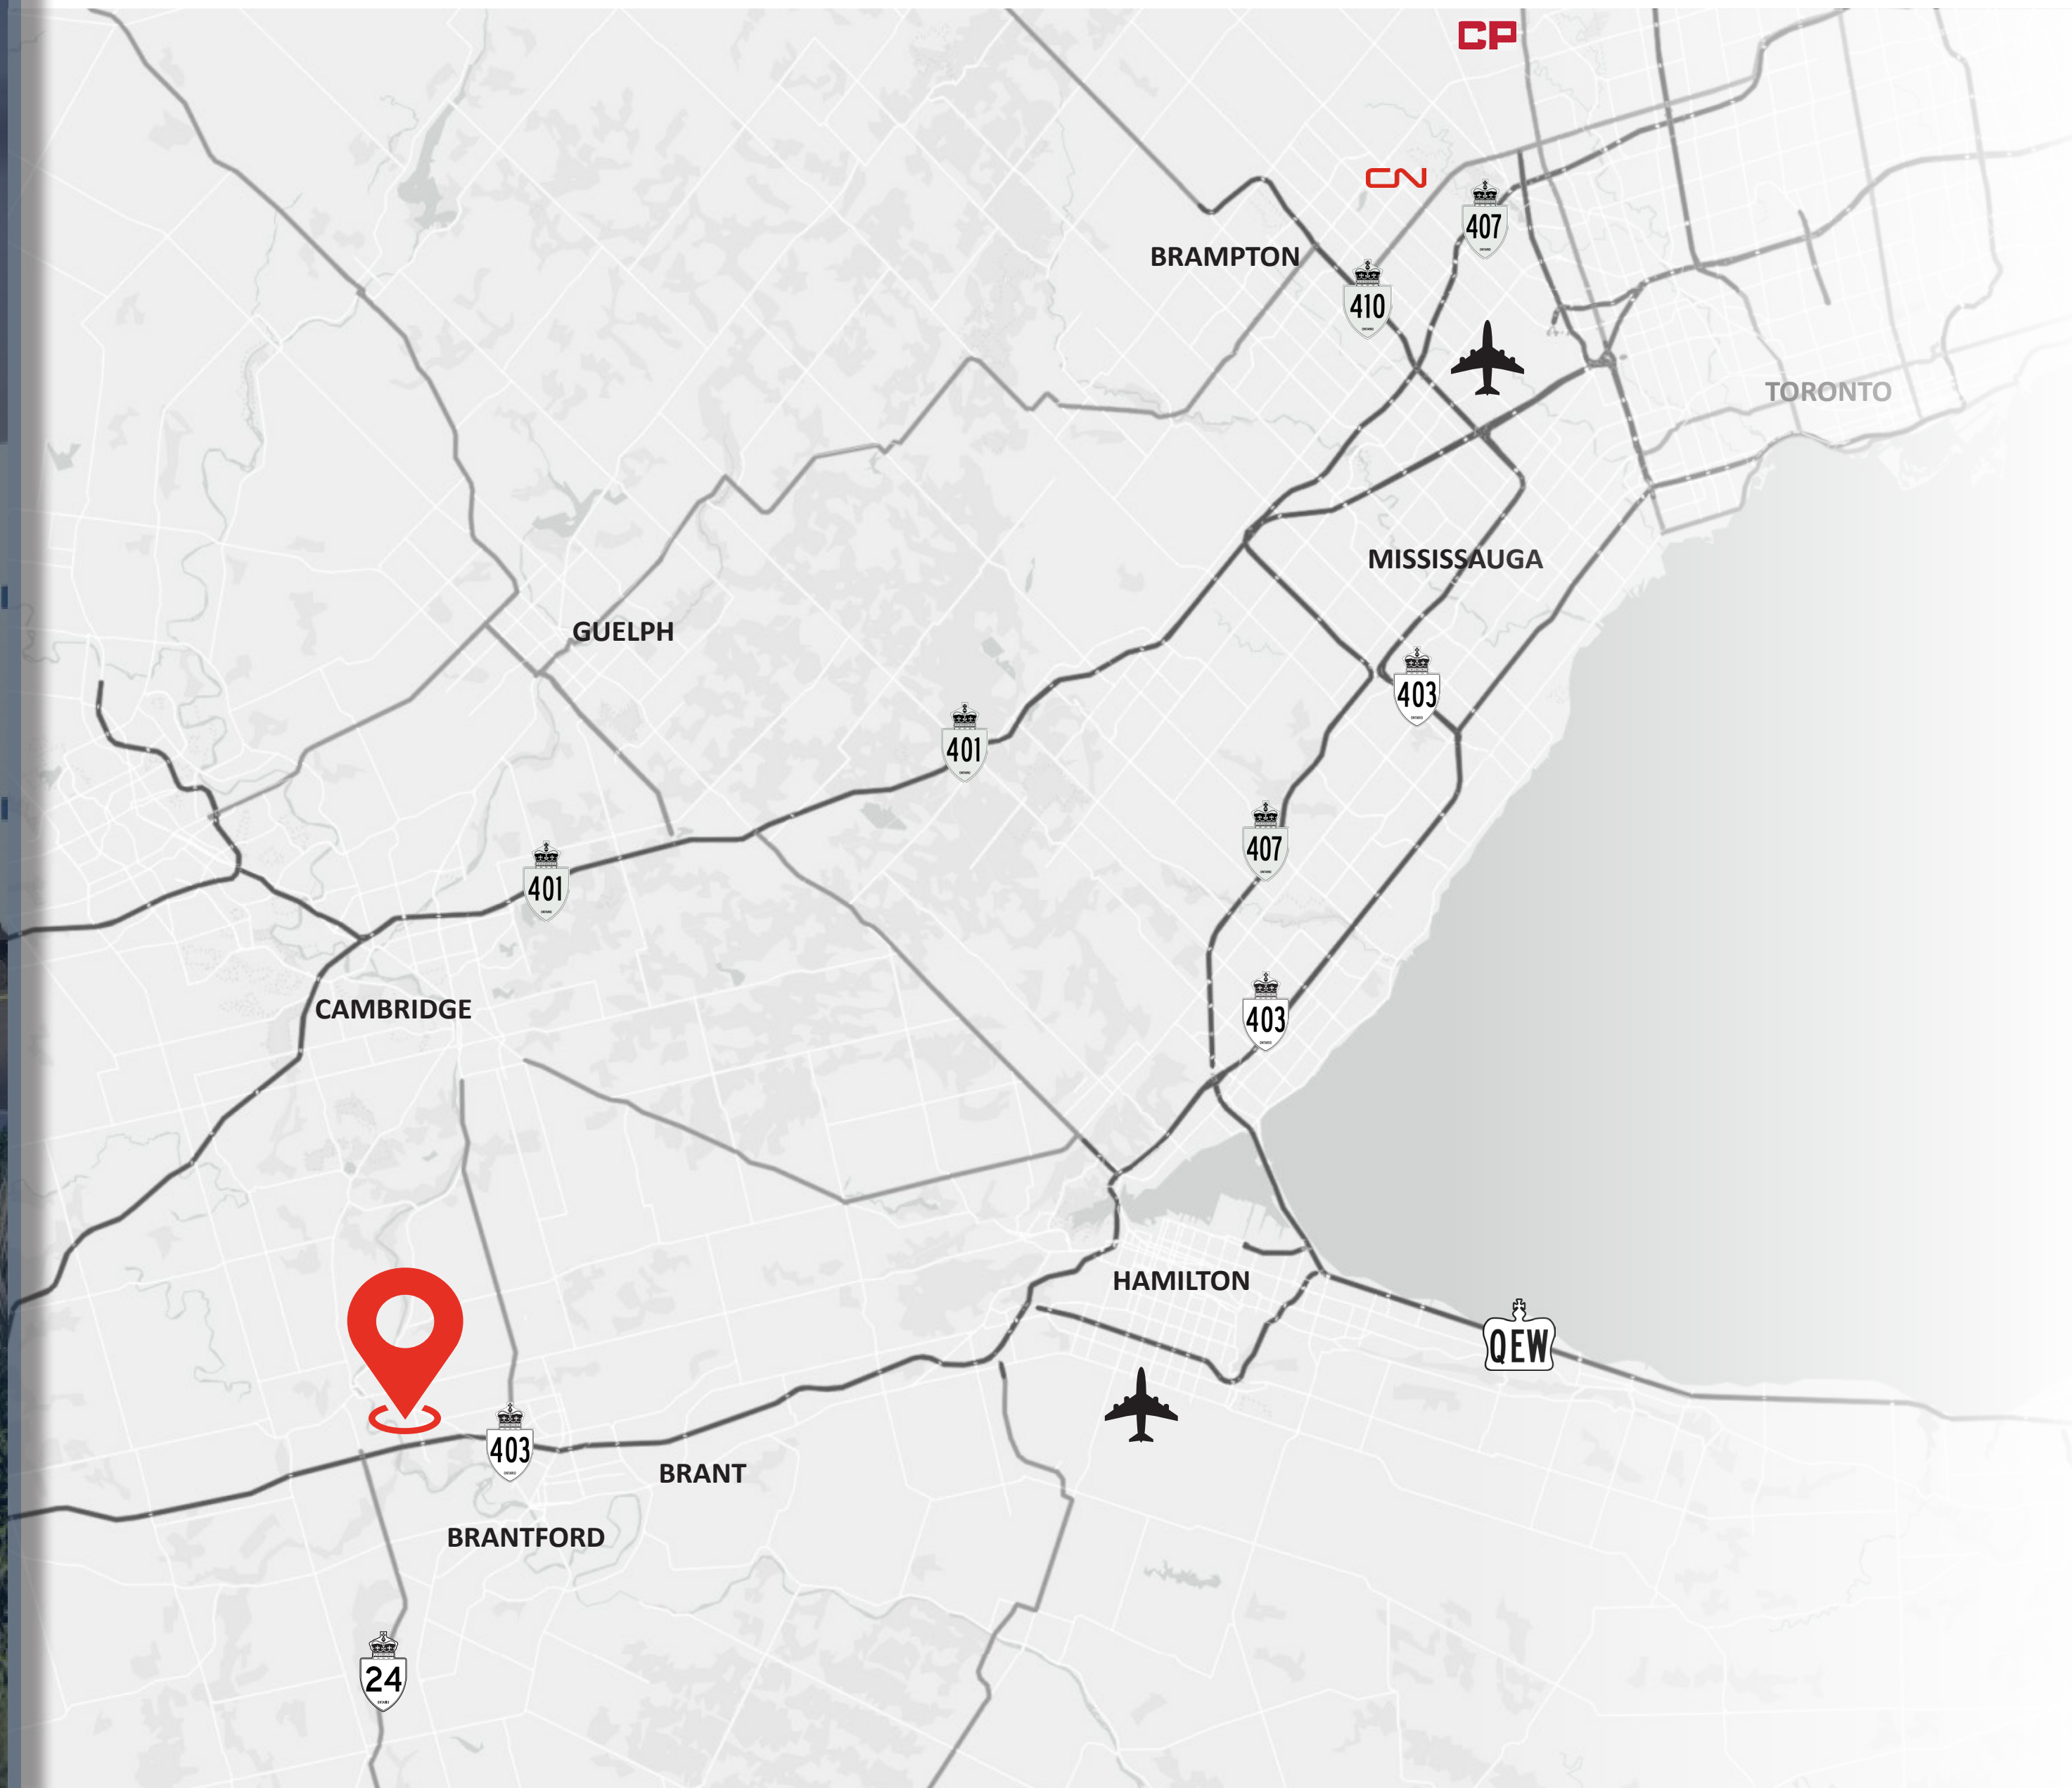 CP
CN
407
BRAMPTON
410
TORONTO
MISSISSAUGA
GUELPH
403
401
407
401
CAMBRIDGE
403
HAMILTON
QEW
403
BRANT
BRANTFORD
24